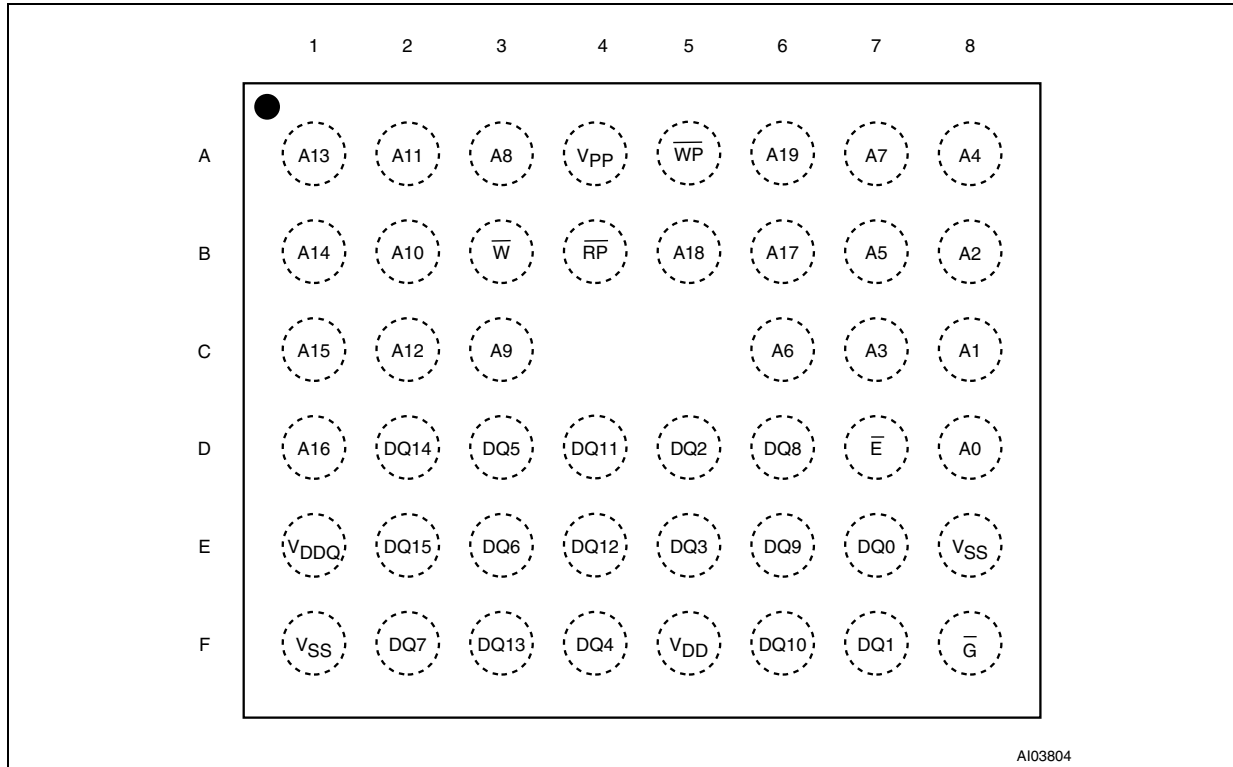 1 2 3 4 5 6 7 8
A A13 A11 A8 VPP W̅P̅ A19 A7 A4
B A14 A10 W̅ R̅P̅ A18 A17 A5 A2
C A15 A12 A9 A6 A3 A1
D A16 DQ14 DQ5 DQ11 DQ2 DQ8 E̅ A0
E VDDQ DQ15 DQ6 DQ12 DQ3 DQ9 DQ0 VSS
F VSS DQ7 DQ13 DQ4 VDD DQ10 DQ1 G̅
AI03804